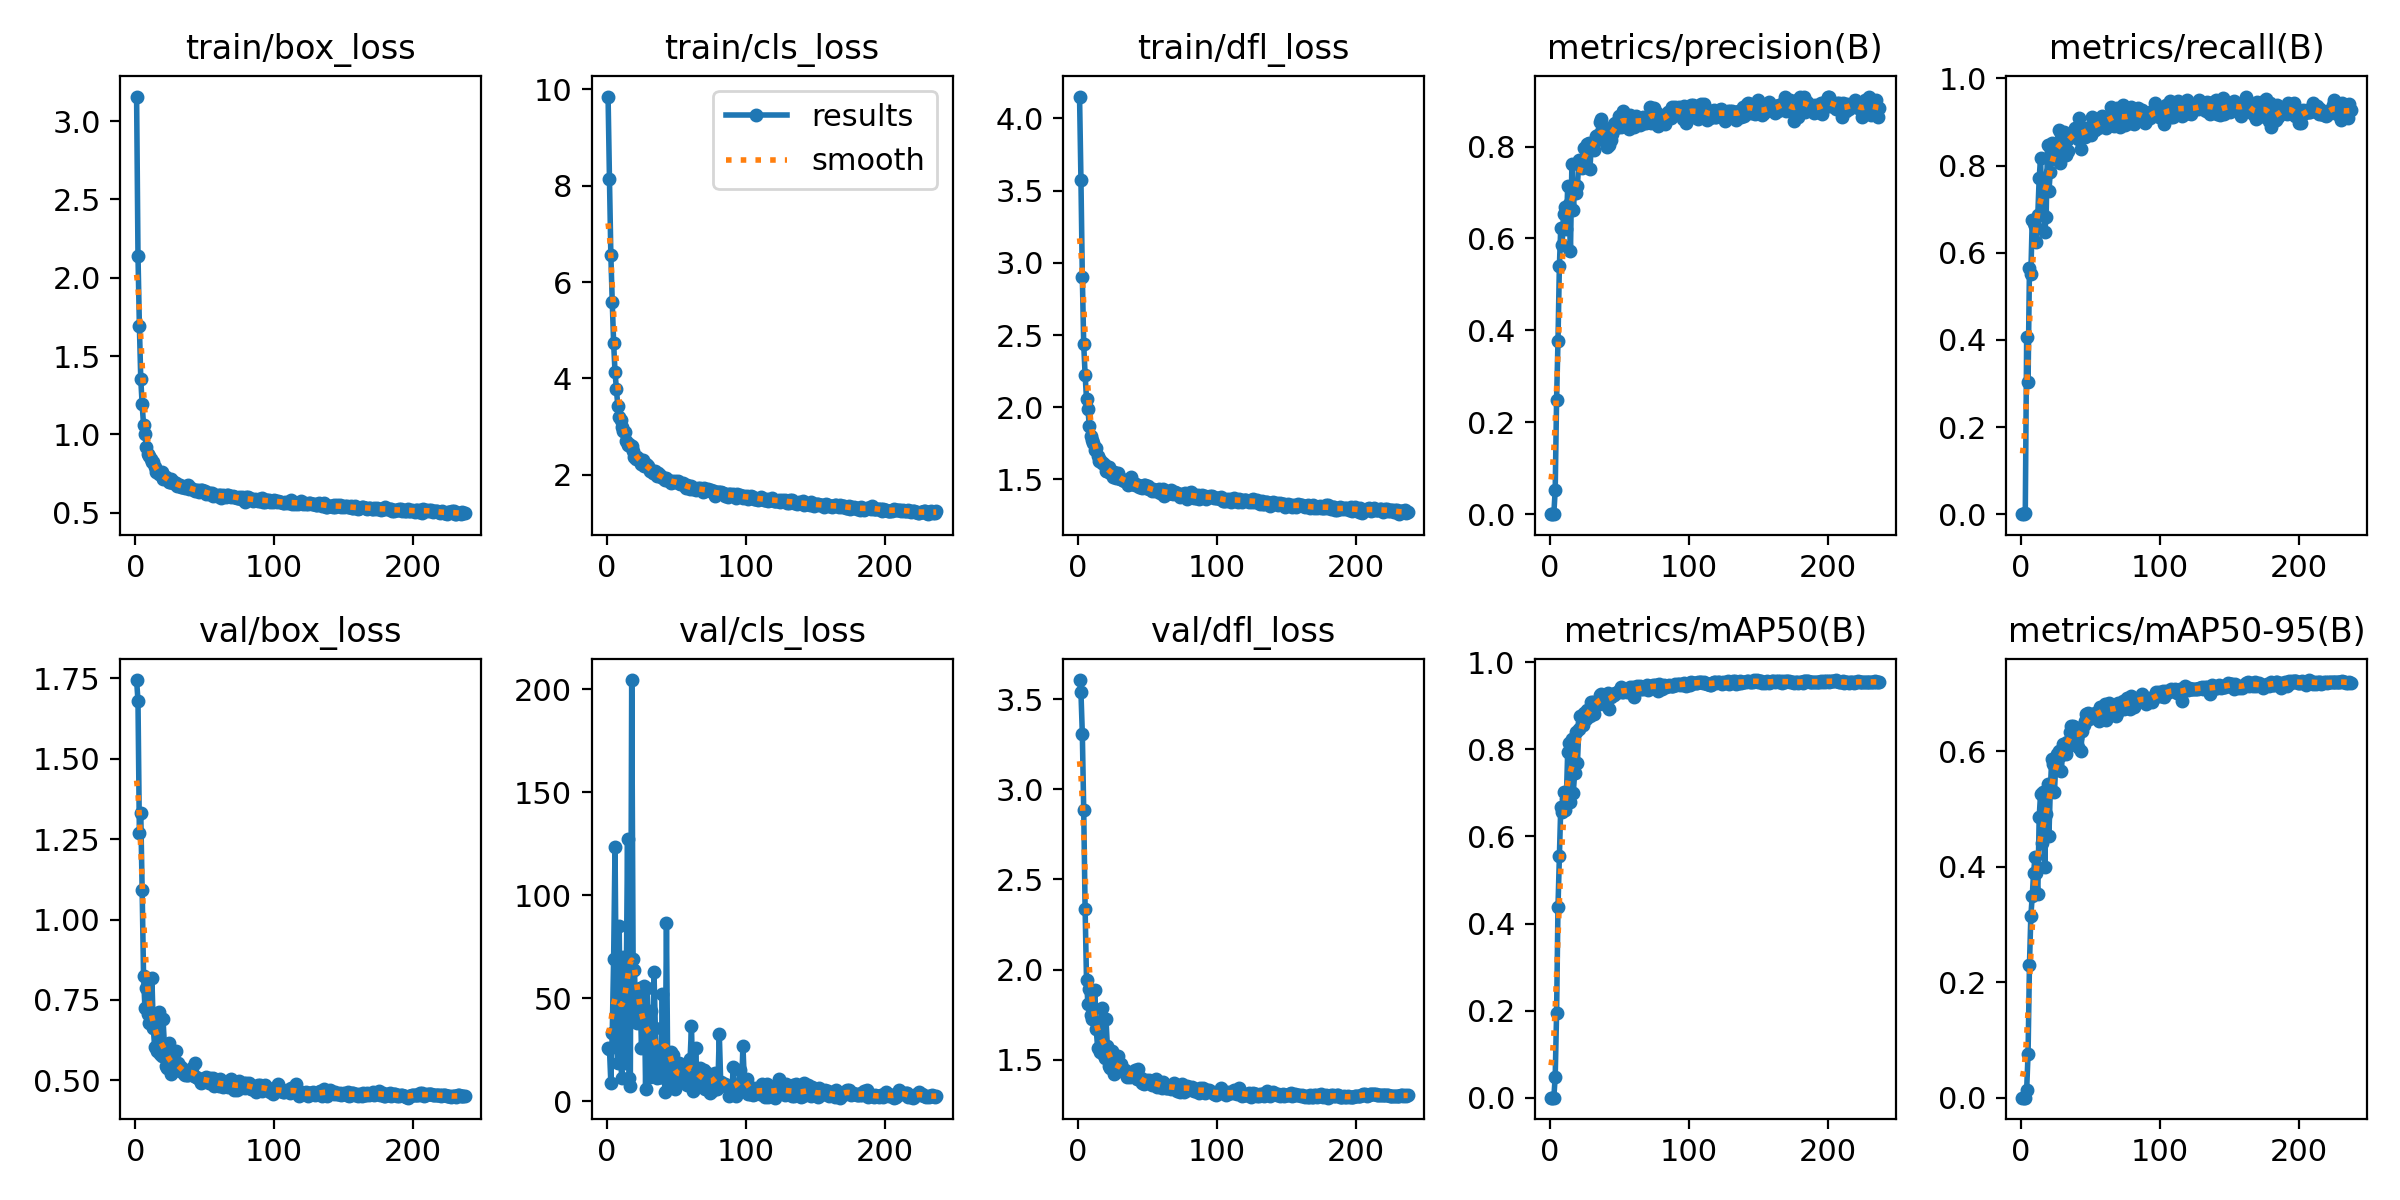 train/box_loss
3.0
2.5
2.0
1.5
1.0
0.5
0 100 200
train/cls_loss
10
8
6
4
2
0 100 200
results
smooth
train/dfl_loss
4.0
3.5
3.0
2.5
2.0
1.5
0 100 200
metrics/precision(B)
0.8
0.6
0.4
0.2
0.0
0 100 200
metrics/recall(B)
1.0
0.8
0.6
0.4
0.2
0.0
0 100 200
val/box_loss
1.75
1.50
1.25
1.00
0.75
0.50
0 100 200
val/cls_loss
200
150
100
50
0
0 100 200
val/dfl_loss
3.5
3.0
2.5
2.0
1.5
0 100 200
metrics/mAP50(B)
1.0
0.8
0.6
0.4
0.2
0.0
0 100 200
metrics/mAP50-95(B)
0.6
0.4
0.2
0.0
0 100 200